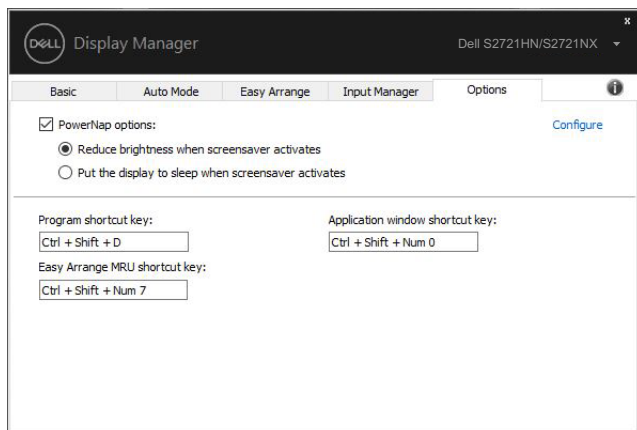 x
DELL Display Manager
Dell S2721HN/S2721NX
Basic Auto Mode Easy Arrange Input Manager Options
PowerNap options: Configure
Reduce brightness when screensaver activates
Put the display to sleep when screensaver activates
Program shortcut key: Application window shortcut key:
Ctrl + Shift + D Ctrl + Shift + Num 0
Easy Arrange MRU shortcut key:
Ctrl + Shift + Num 7